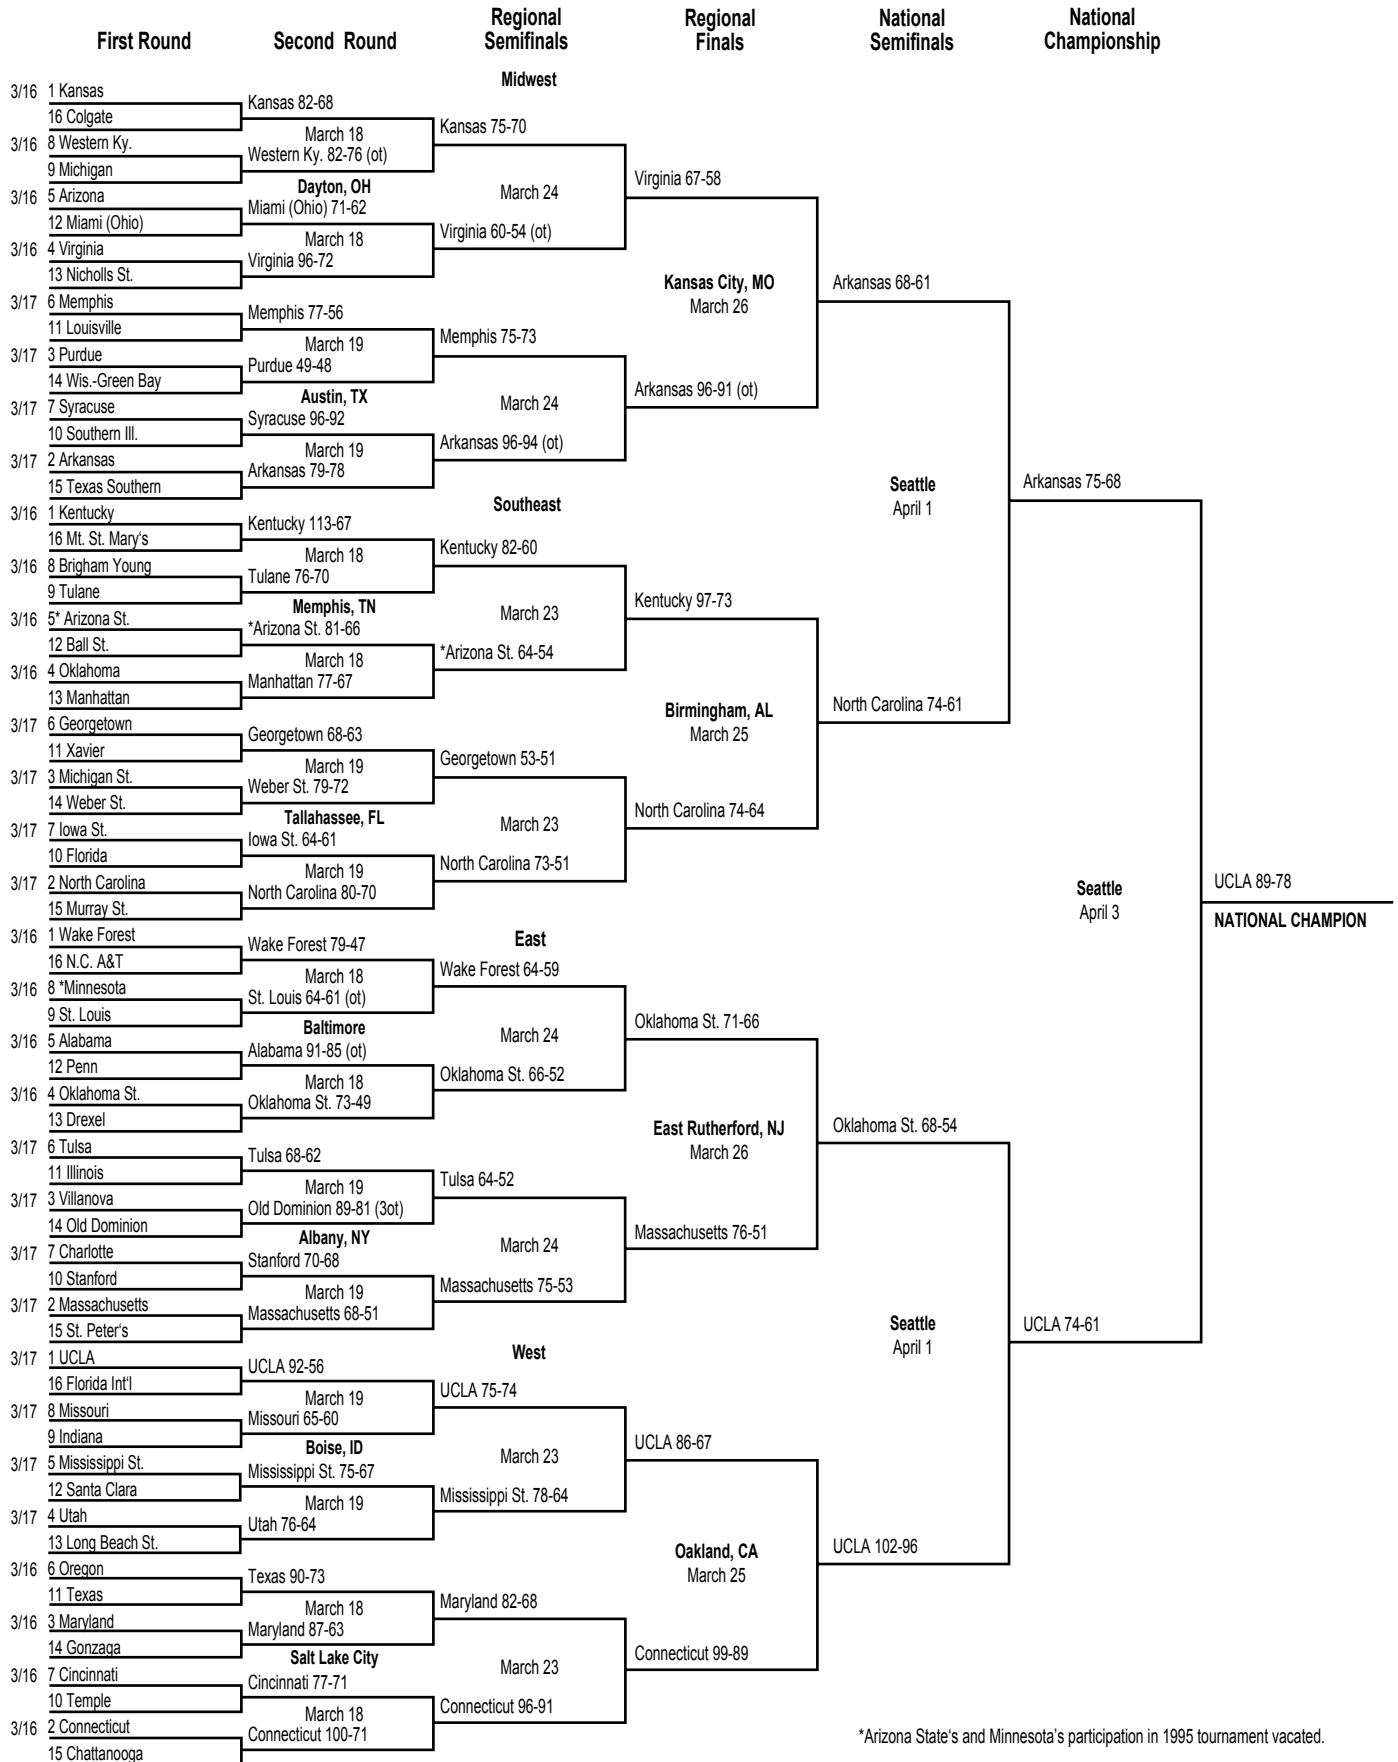 First Round
Second Round
Regional
Semifinals
Regional
Finals
National
Semifinals
National
Championship
Midwest
3/16 1 Kansas
16 Colgate
3/16 8 Western Ky.
9 Michigan
3/16 5 Arizona
12 Miami (Ohio)
3/16 4 Virginia
13 Nicholls St.
3/17 6 Memphis
11 Louisville
3/17 3 Purdue
14 Wis.-Green Bay
3/17 7 Syracuse
10 Southern Ill.
3/17 2 Arkansas
15 Texas Southern
Kansas 82-68
March 18
Western Ky. 82-76 (ot)
Dayton, OH
Miami (Ohio) 71-62
March 18
Virginia 96-72
Memphis 77-56
March 19
Purdue 49-48
Austin, TX
Syracuse 96-92
March 19
Arkansas 79-78
Kansas 75-70
March 24
Virginia 60-54 (ot)
Memphis 75-73
March 24
Arkansas 96-94 (ot)
Virginia 67-58
Kansas City, MO
March 26
Arkansas 96-91 (ot)
Arkansas 68-61
Southeast
3/16 1 Kentucky
16 Mt. St. Mary's
3/16 8 Brigham Young
9 Tulane
3/16 5* Arizona St.
12 Ball St.
3/16 4 Oklahoma
13 Manhattan
3/17 6 Georgetown
11 Xavier
3/17 3 Michigan St.
14 Weber St.
3/17 7 Iowa St.
10 Florida
3/17 2 North Carolina
15 Murray St.
Kentucky 113-67
March 18
Tulane 76-70
Memphis, TN
*Arizona St. 81-66
March 18
Manhattan 77-67
Georgetown 68-63
March 19
Weber St. 79-72
Tallahassee, FL
Iowa St. 64-61
March 19
North Carolina 80-70
Kentucky 82-60
March 23
*Arizona St. 64-54
Georgetown 53-51
March 23
North Carolina 73-51
Kentucky 97-73
Birmingham, AL
March 25
North Carolina 74-64
North Carolina 74-61
Seattle
April 1
Arkansas 75-68
East
3/16 1 Wake Forest
16 N.C. A&T
3/16 8 *Minnesota
9 St. Louis
3/16 5 Alabama
12 Penn
3/16 4 Oklahoma St.
13 Drexel
3/17 6 Tulsa
11 Illinois
3/17 3 Villanova
14 Old Dominion
3/17 7 Charlotte
10 Stanford
3/17 2 Massachusetts
15 St. Peter's
Wake Forest 79-47
March 18
St. Louis 64-61 (ot)
Baltimore
Alabama 91-85 (ot)
March 18
Oklahoma St. 73-49
Tulsa 68-62
March 19
Old Dominion 89-81 (3ot)
Albany, NY
Stanford 70-68
March 19
Massachusetts 68-51
Wake Forest 64-59
March 24
Oklahoma St. 66-52
Tulsa 64-52
March 24
Massachusetts 75-53
Oklahoma St. 71-66
East Rutherford, NJ
March 26
Massachusetts 76-51
Oklahoma St. 68-54
West
3/17 1 UCLA
16 Florida Int'l
3/17 8 Missouri
9 Indiana
3/17 5 Mississippi St.
12 Santa Clara
3/17 4 Utah
13 Long Beach St.
3/16 6 Oregon
11 Texas
3/16 3 Maryland
14 Gonzaga
3/16 7 Cincinnati
10 Temple
3/16 2 Connecticut
15 Chattanooga
UCLA 92-56
March 19
Missouri 65-60
Boise, ID
Mississippi St. 75-67
March 19
Utah 76-64
Texas 90-73
March 18
Maryland 87-63
Salt Lake City
Cincinnati 77-71
March 18
Connecticut 100-71
UCLA 75-74
March 23
Mississippi St. 78-64
Maryland 82-68
March 23
Connecticut 96-91
UCLA 86-67
Oakland, CA
March 25
Connecticut 99-89
UCLA 102-96
Seattle
April 1
UCLA 74-61
Seattle
April 3
UCLA 89-78
NATIONAL CHAMPION
*Arizona State's and Minnesota's participation in 1995 tournament vacated.